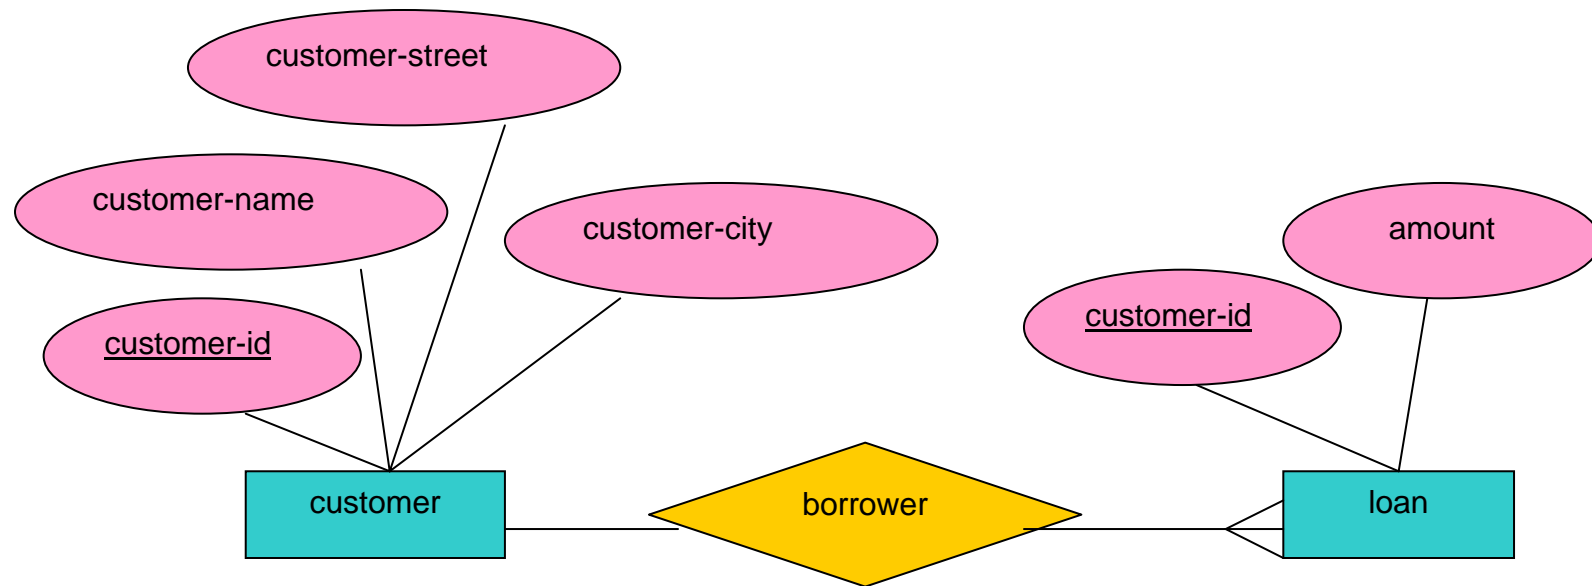 customer-street
customer-name
customer-city
amount
customer-id
customer-id
customer
borrower
loan